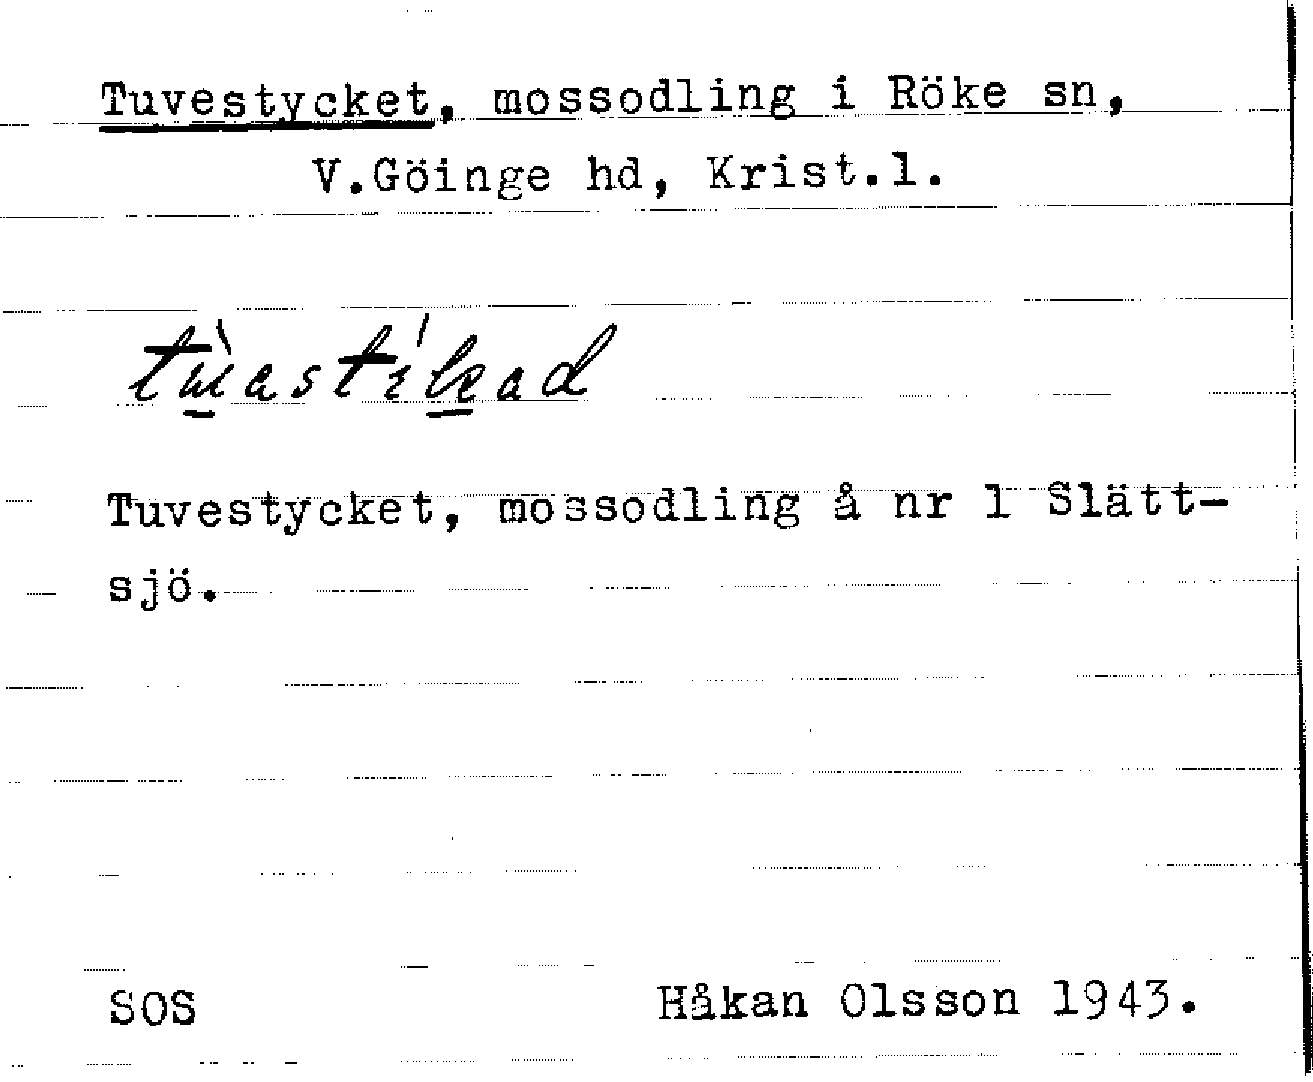 Tuvestycket, mossodling i Röke sn,
V.Göinge hd, Krist.l.
Tuvestycket, mossodling å nr 1 Slätt-
sjö.
SOS Håkan Olsson 1943.